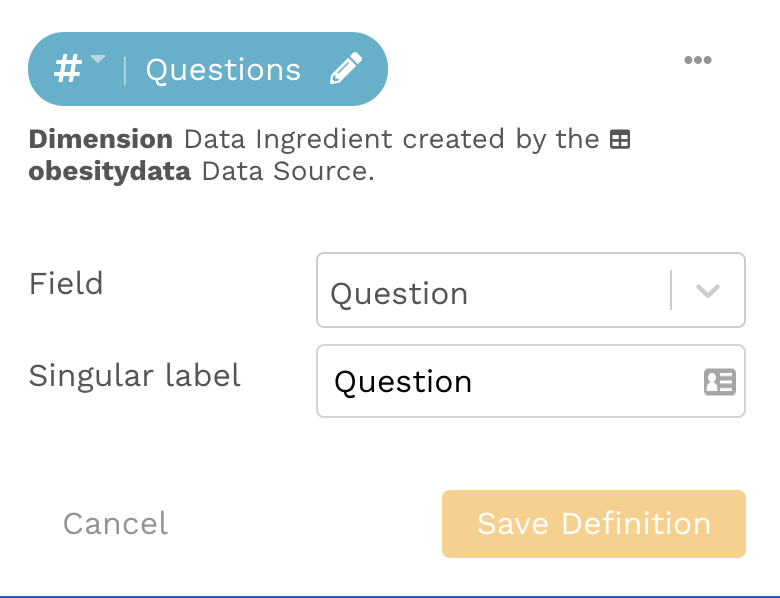 # | Questions
Dimension Data Ingredient created by the
obesitydata Data Source.
Field
Question
Singular label
Question
Cancel
Save Definition